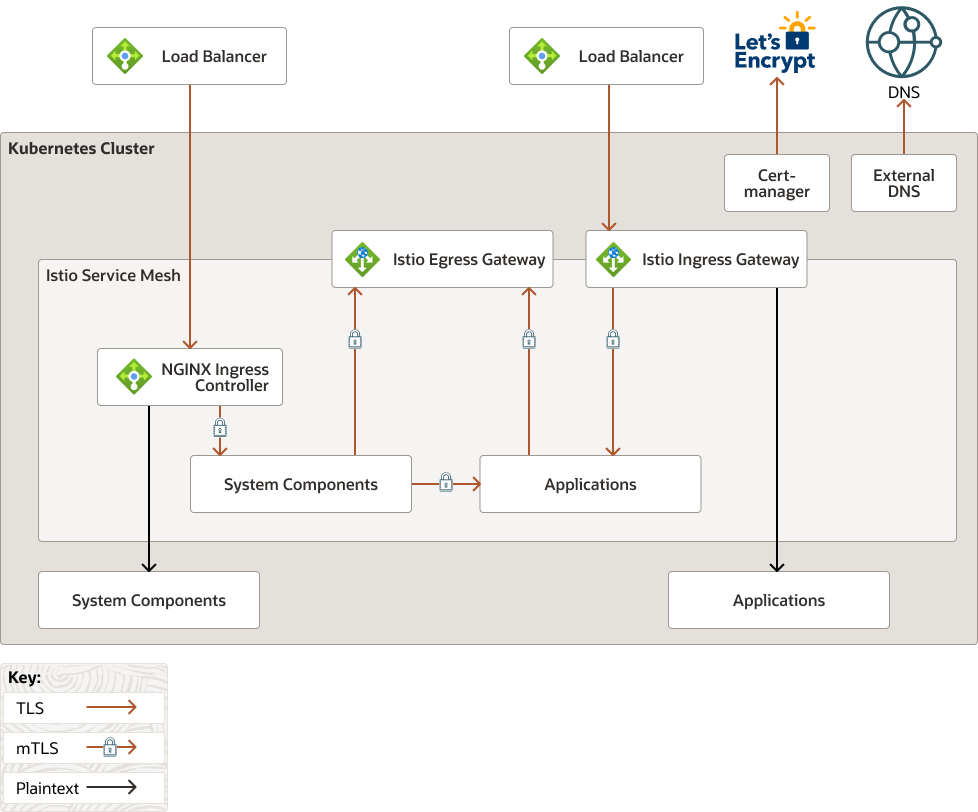 Load Balancer
Load Balancer
Let's
Encrypt
DNS
Kubernetes Cluster
Cert-
manager
External
DNS
Istio Egress Gateway
Istio Ingress Gateway
Istio Service Mesh
NGINX Ingress
Controller
System Components
Applications
System Components
Applications
Key:
TLS
mTLS
Plaintext